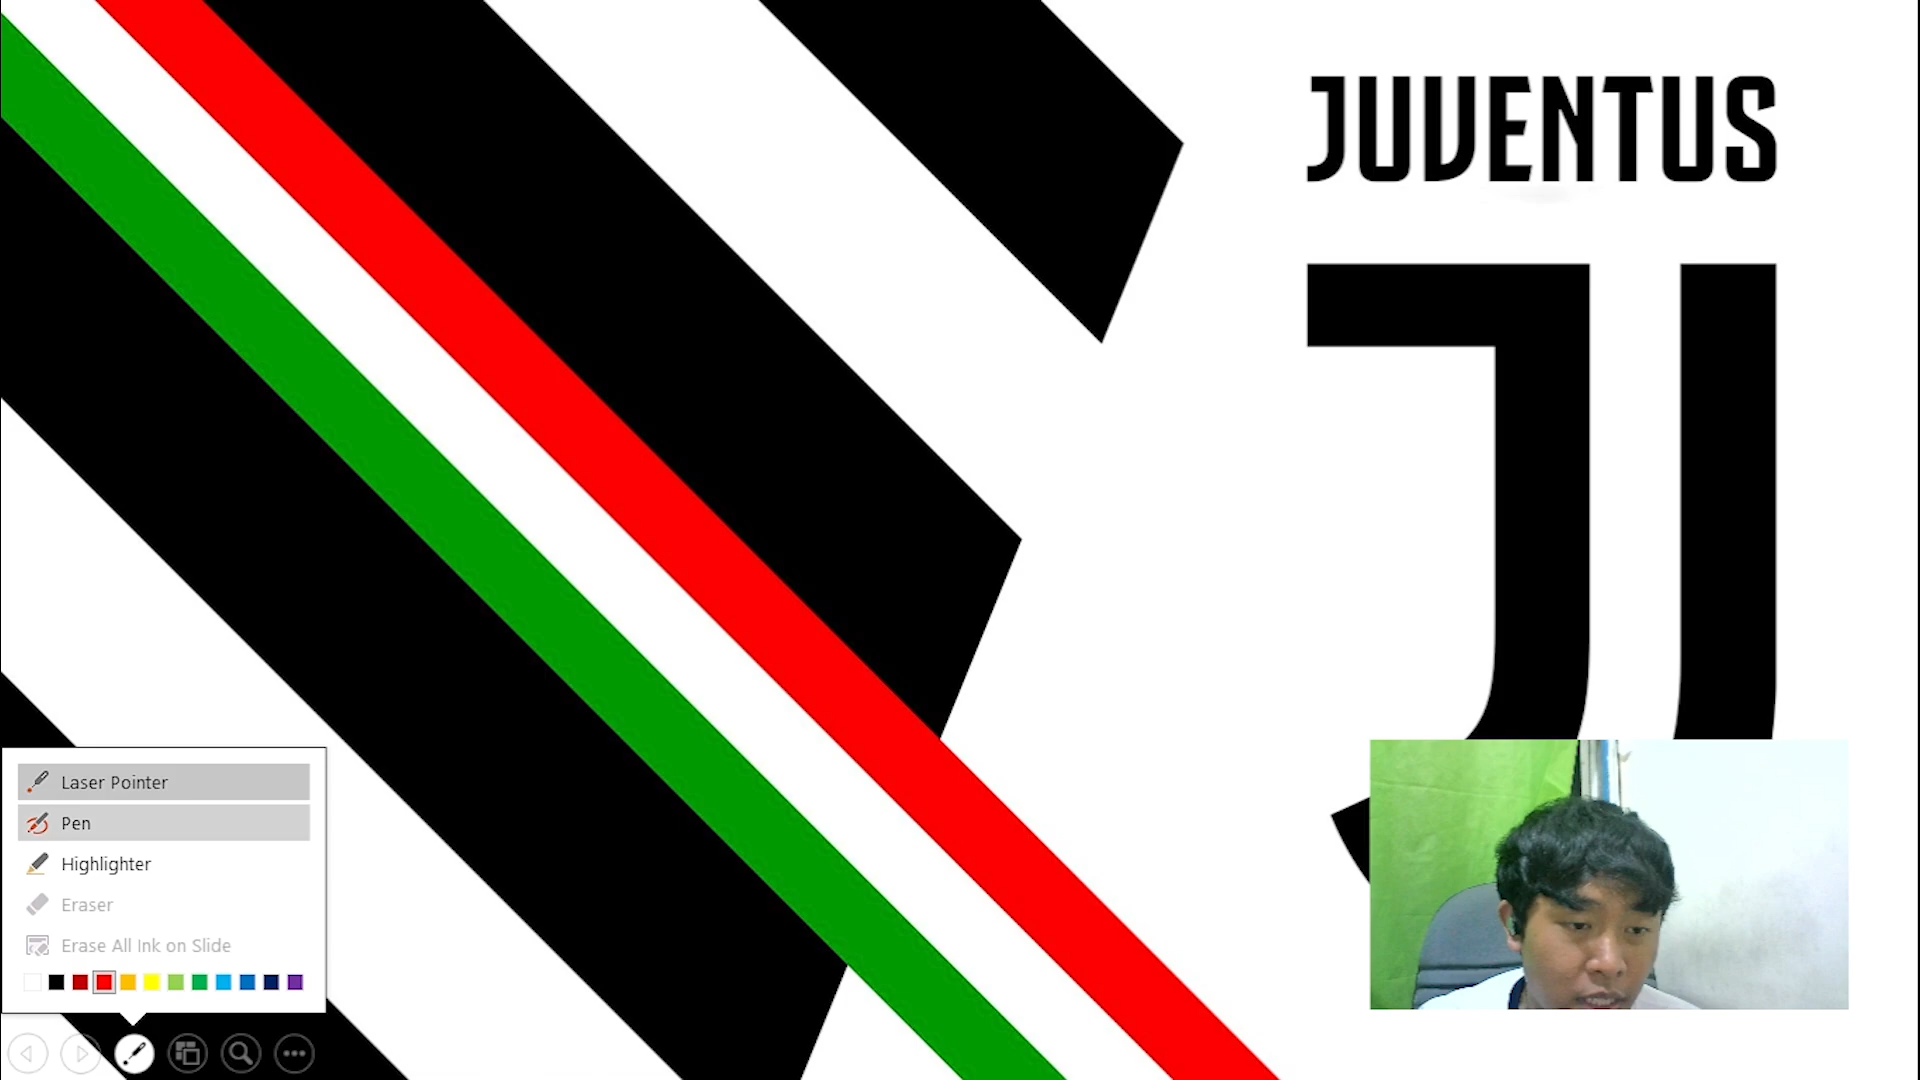 JUVENTUS
Laser Pointer
Pen
Highlighter
Eraser
Erase All Ink on Slide